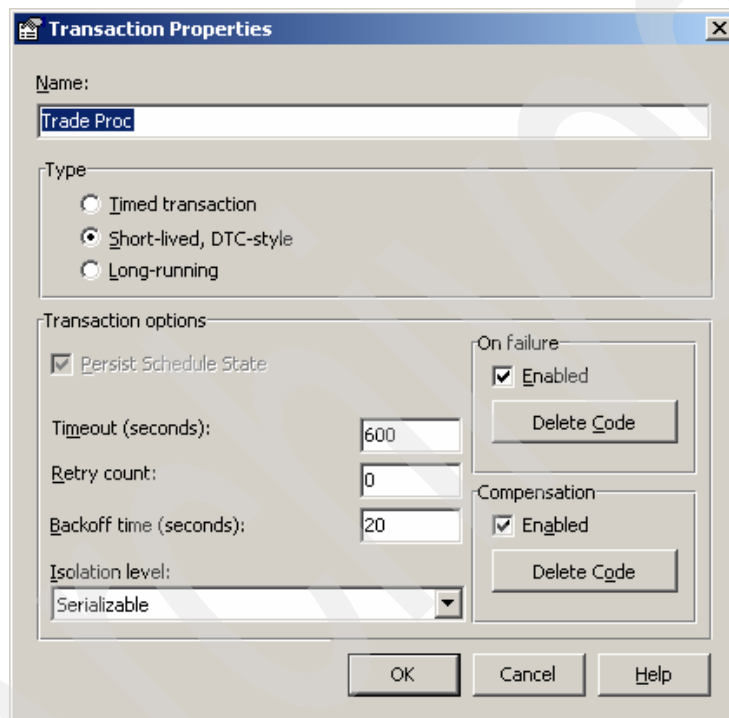 Transaction Properties
Name:
Trade Proc
Type
Timed transaction
Short-lived, DTC-style
Long-running
Transaction options
Persist Schedule State
Timeout (seconds):
600
Retry count:
0
Backoff time (seconds):
20
Isolation level:
Serializable
On failure
Enabled
Delete Code
Compensation
Enabled
Delete Code
OK
Cancel
Help